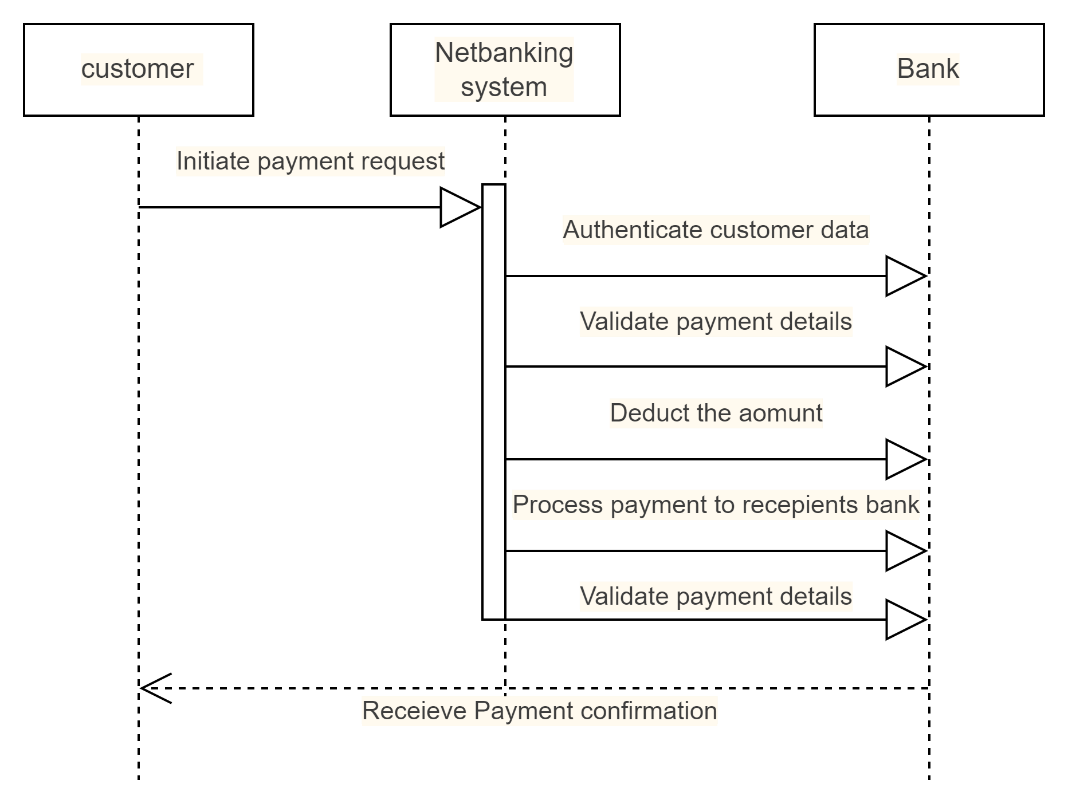 customer
Netbanking
system
Bank
Initiate payment request
Authenticate customer data
Validate payment details
Deduct the aomunt
Process payment to recepients bank
Validate payment details
Receieve Payment confirmation